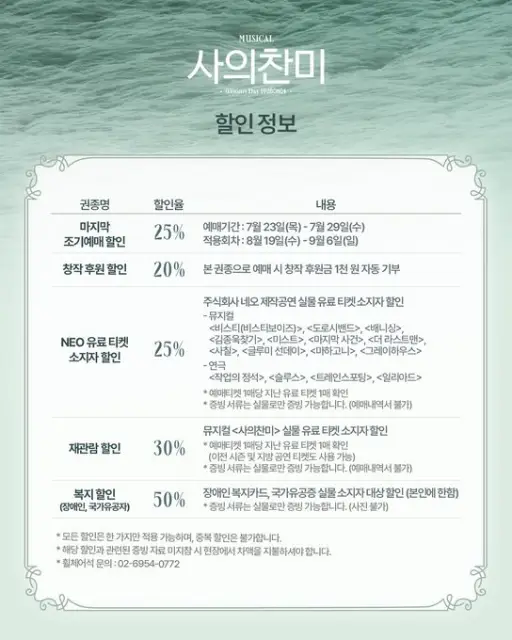 MUSICAL
사의찬미
할인 정보
권종명 할인율 내용
마지막
조기예매 할인
25%
예매기간 : 7월 23일(목) - 7월 29일(수)
적용회차 : 8월 19일(수) - 9월 6일(일)
창작 후원 할인 20% 본 권종으로 예매 시 창작 후원금 1천 원 자동 기부
NEO 유료 티켓
소지자 할인
25%
주식회사 네오 제작공연 실물 유료 티켓 소지자 할인
- 뮤지컬
<비스티(비스티보이즈)>, <도로시밴드>, <배니싱>,
<김종욱찾기>, <미스트>, <마지막 사건>, <더 라스트맨>,
<사칠>, <글루미 선데이>, <마하고니>, <그레이하우스>
- 연극
<작업의 정석>, <슬루스>, <트레인스포팅>, <일리아드>
* 예매티켓 1매당 지난 유료 티켓 1매 확인
* 증빙 서류는 실물로만 증빙 가능합니다. (예매내역서 불가)
재관람 할인
30%
뮤지컬 <사의찬미> 실물 유료 티켓 소지자 할인
* 예매티켓 1매당 지난 유료 티켓 1매 확인
(이전 시즌 및 지방 공연 티켓도 사용 가능)
* 증빙 서류는 실물로만 증빙 가능합니다. (예매내역서 불가)
복지 할인
(장애인, 국가유공자)
50%
장애인 복지카드, 국가유공증 실물 소지자 대상 할인 (본인에 한함)
* 증빙 서류는 실물로만 증빙 가능합니다. (사진 불가)
* 모든 할인은 한 가지만 적용 가능하며, 중복 할인은 불가합니다.
* 해당 할인과 관련된 증빙 자료 미지참 시 현장에서 차액을 지불하셔야 합니다.
* 휠체어석 문의 : 02-6954-0772